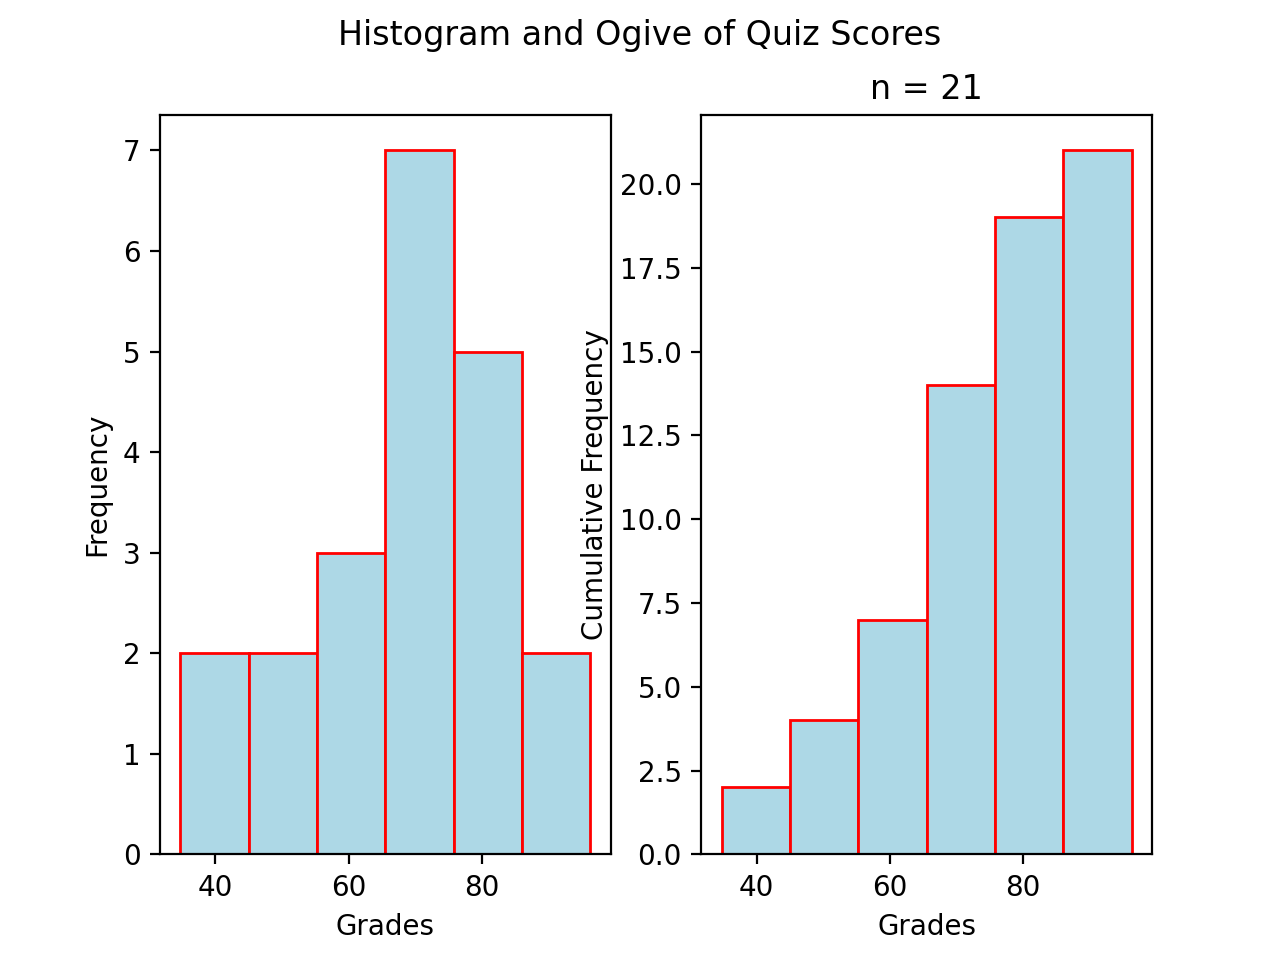 Histogram and Ogive of Quiz Scores
n = 21
Frequency
7
6
5
4
3
2
1
0
40 60 80
Grades
Cumulative Frequency
20.0
17.5
15.0
12.5
10.0
7.5
5.0
2.5
0.0
40 60 80
Grades